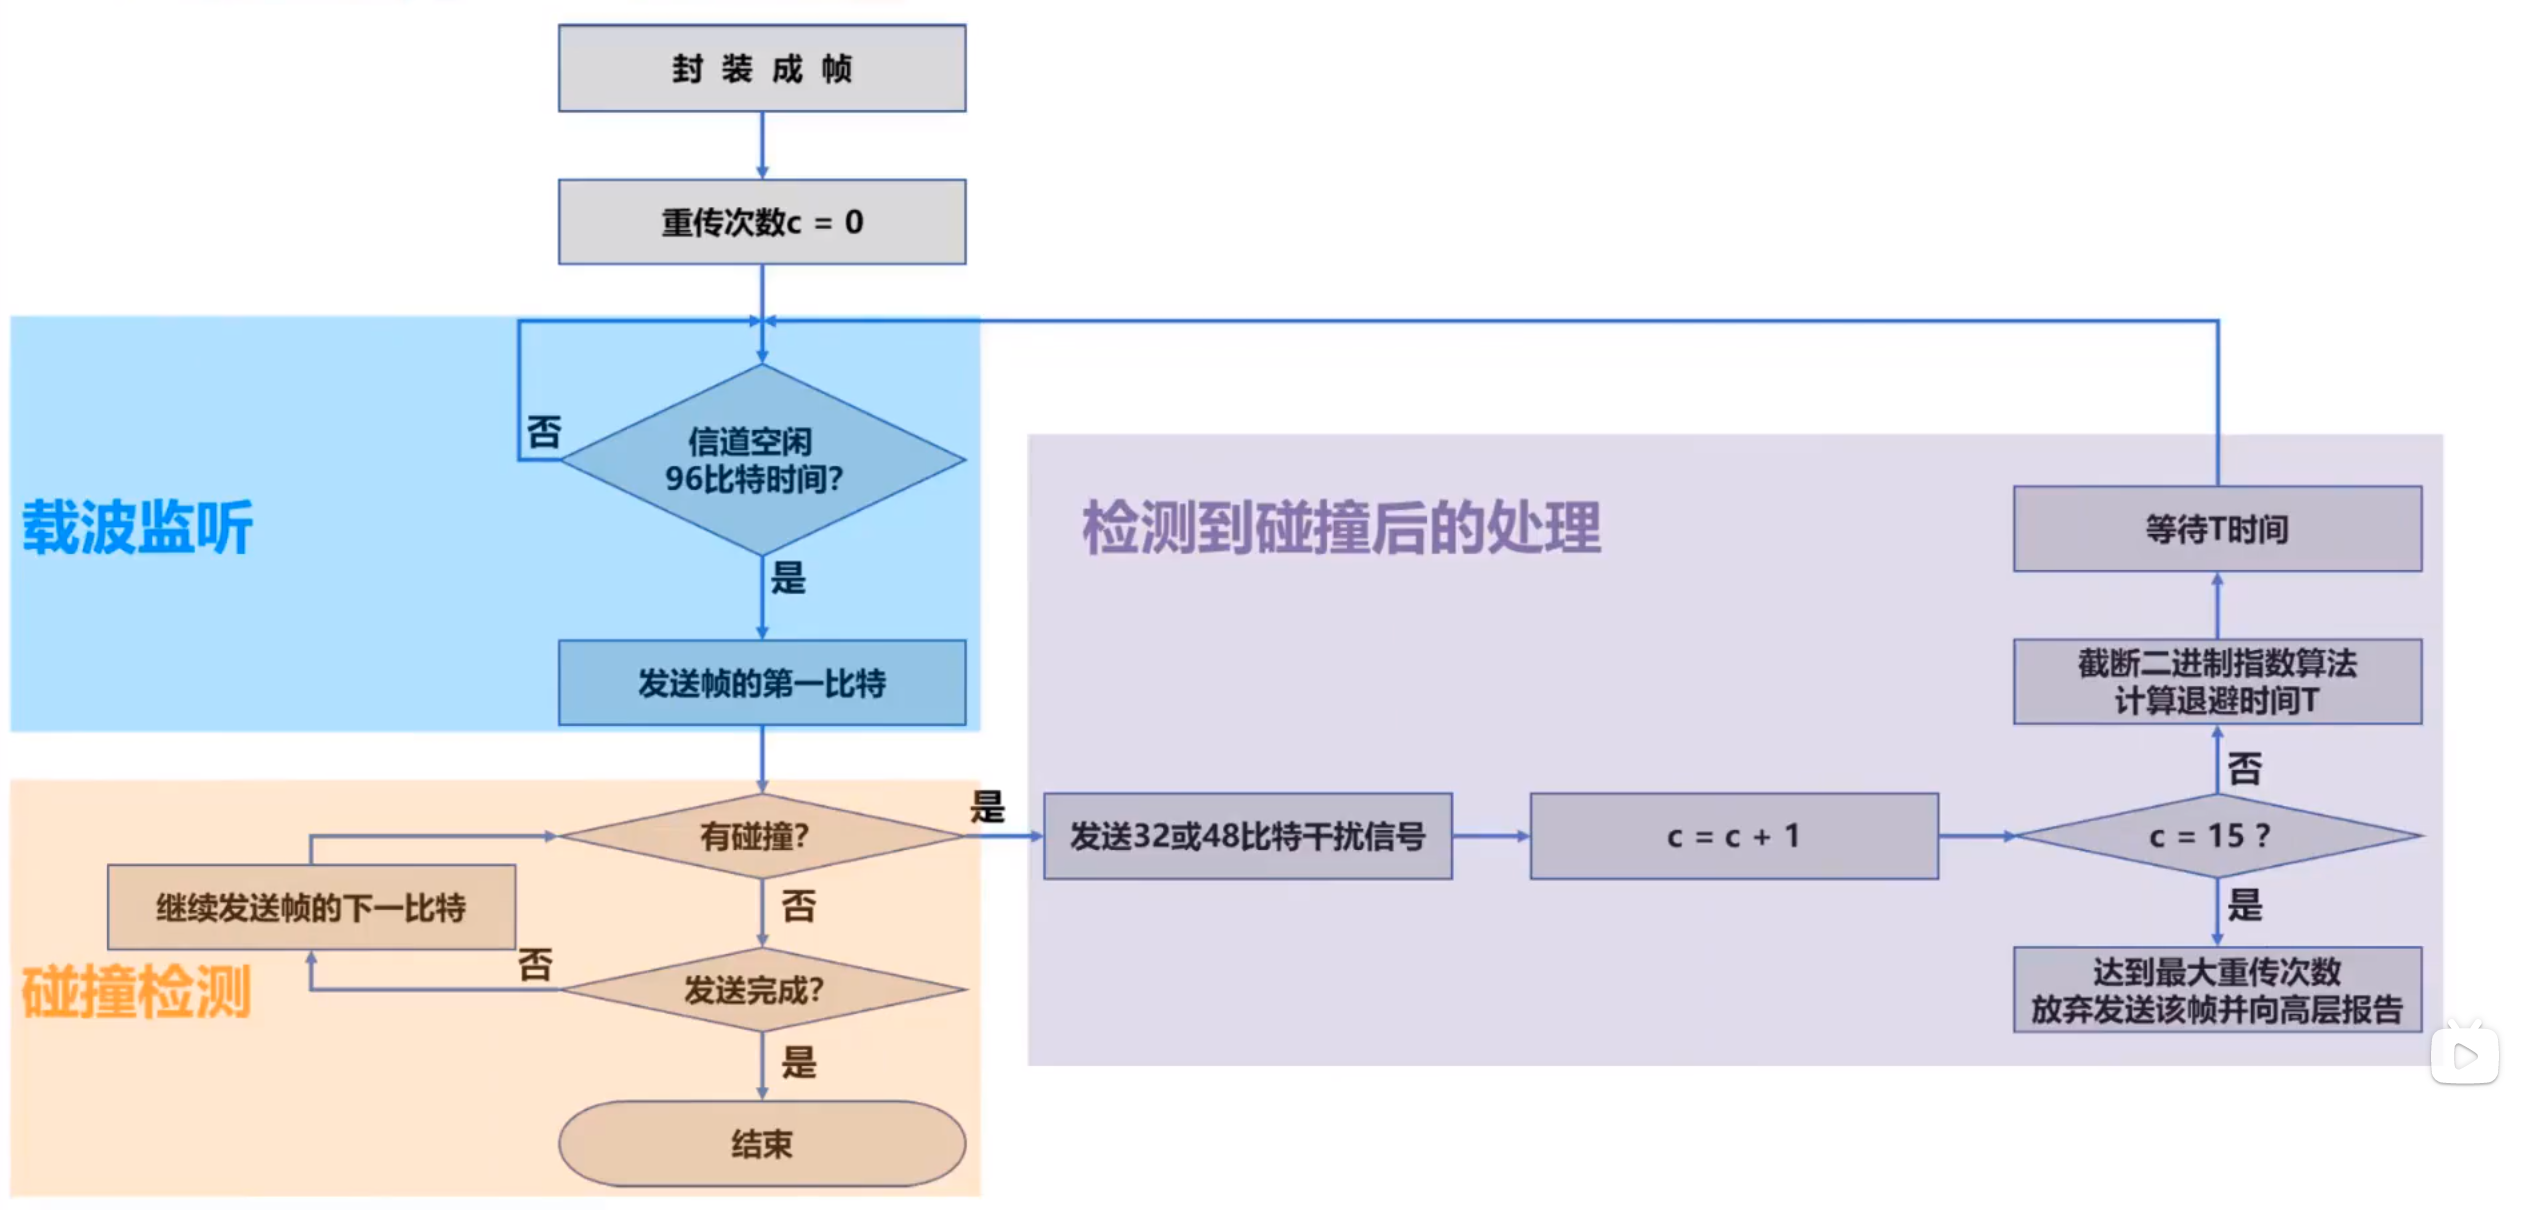 封装成帧
重传次数c = 0
否
信道空闲
96比特时间?
载波监听
是
发送帧的第一比特
检测到碰撞后的处理
等待T时间
截断二进制指数算法
计算退避时间T
否
有碰撞?
是
发送32或48比特干扰信号
c = c + 1
c = 15 ?
继续发送帧的下一比特
否
是
碰撞检测
否
发送完成?
达到最大重传次数
放弃发送该帧并向高层报告
是
结束